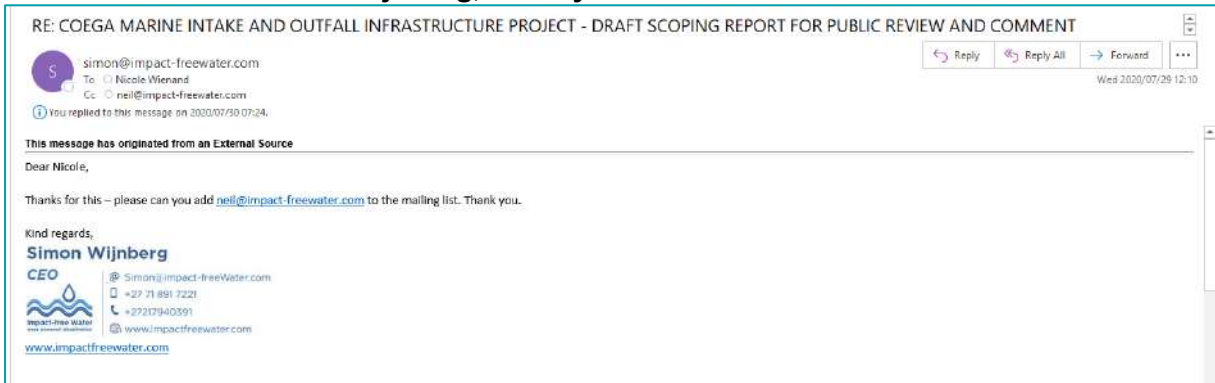 RE: COEGA MARINE INTAKE AND OUTFALL INFRASTRUCTURE PROJECT - DRAFT SCOPING REPORT FOR PUBLIC REVIEW AND COMMENT
S
simon@impact-freewater.com
To Nicole Wienand
Cc neil@impact-freewater.com
Reply
Reply All
Forward
Wed 2020/07/29 12:10
You replied to this message on 2020/07/30 07:24.
This message has originated from an External Source
Dear Nicole,
Thanks for this – please can you add neil@impact-freewater.com to the mailing list. Thank you.
Kind regards,
Simon Wijnberg
CEO
@ Simon@impact-freeWater.com
+27 71 891 7221
+27217940391
www.impactfreewater.com
Impact-Free Water
www.impactfreewater.com